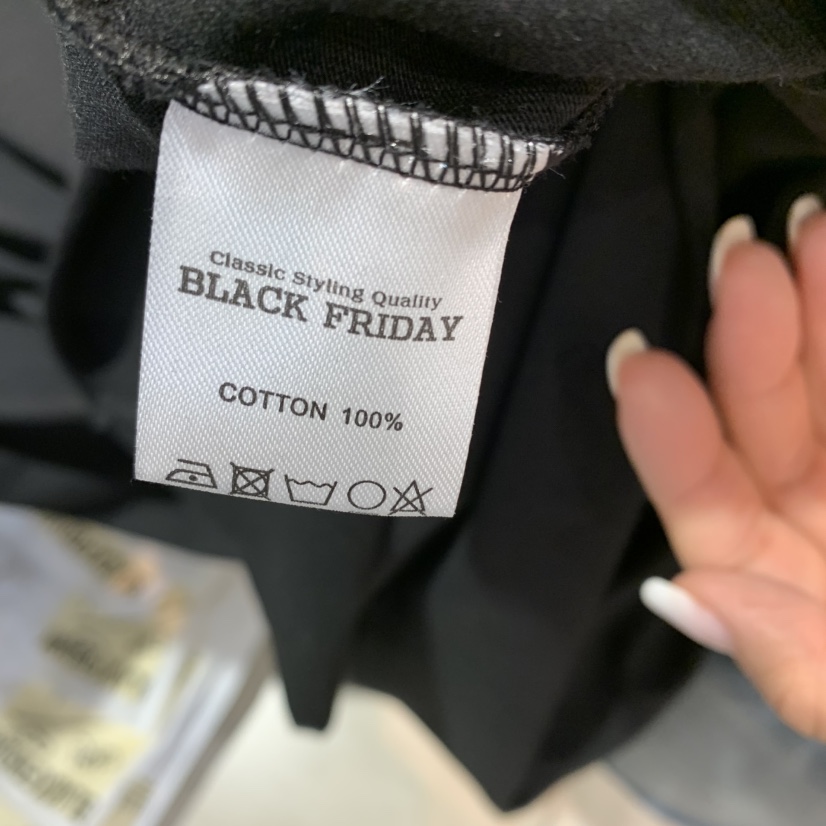 Classic Styling Quality
BLACK FRIDAY
COTTON 100%